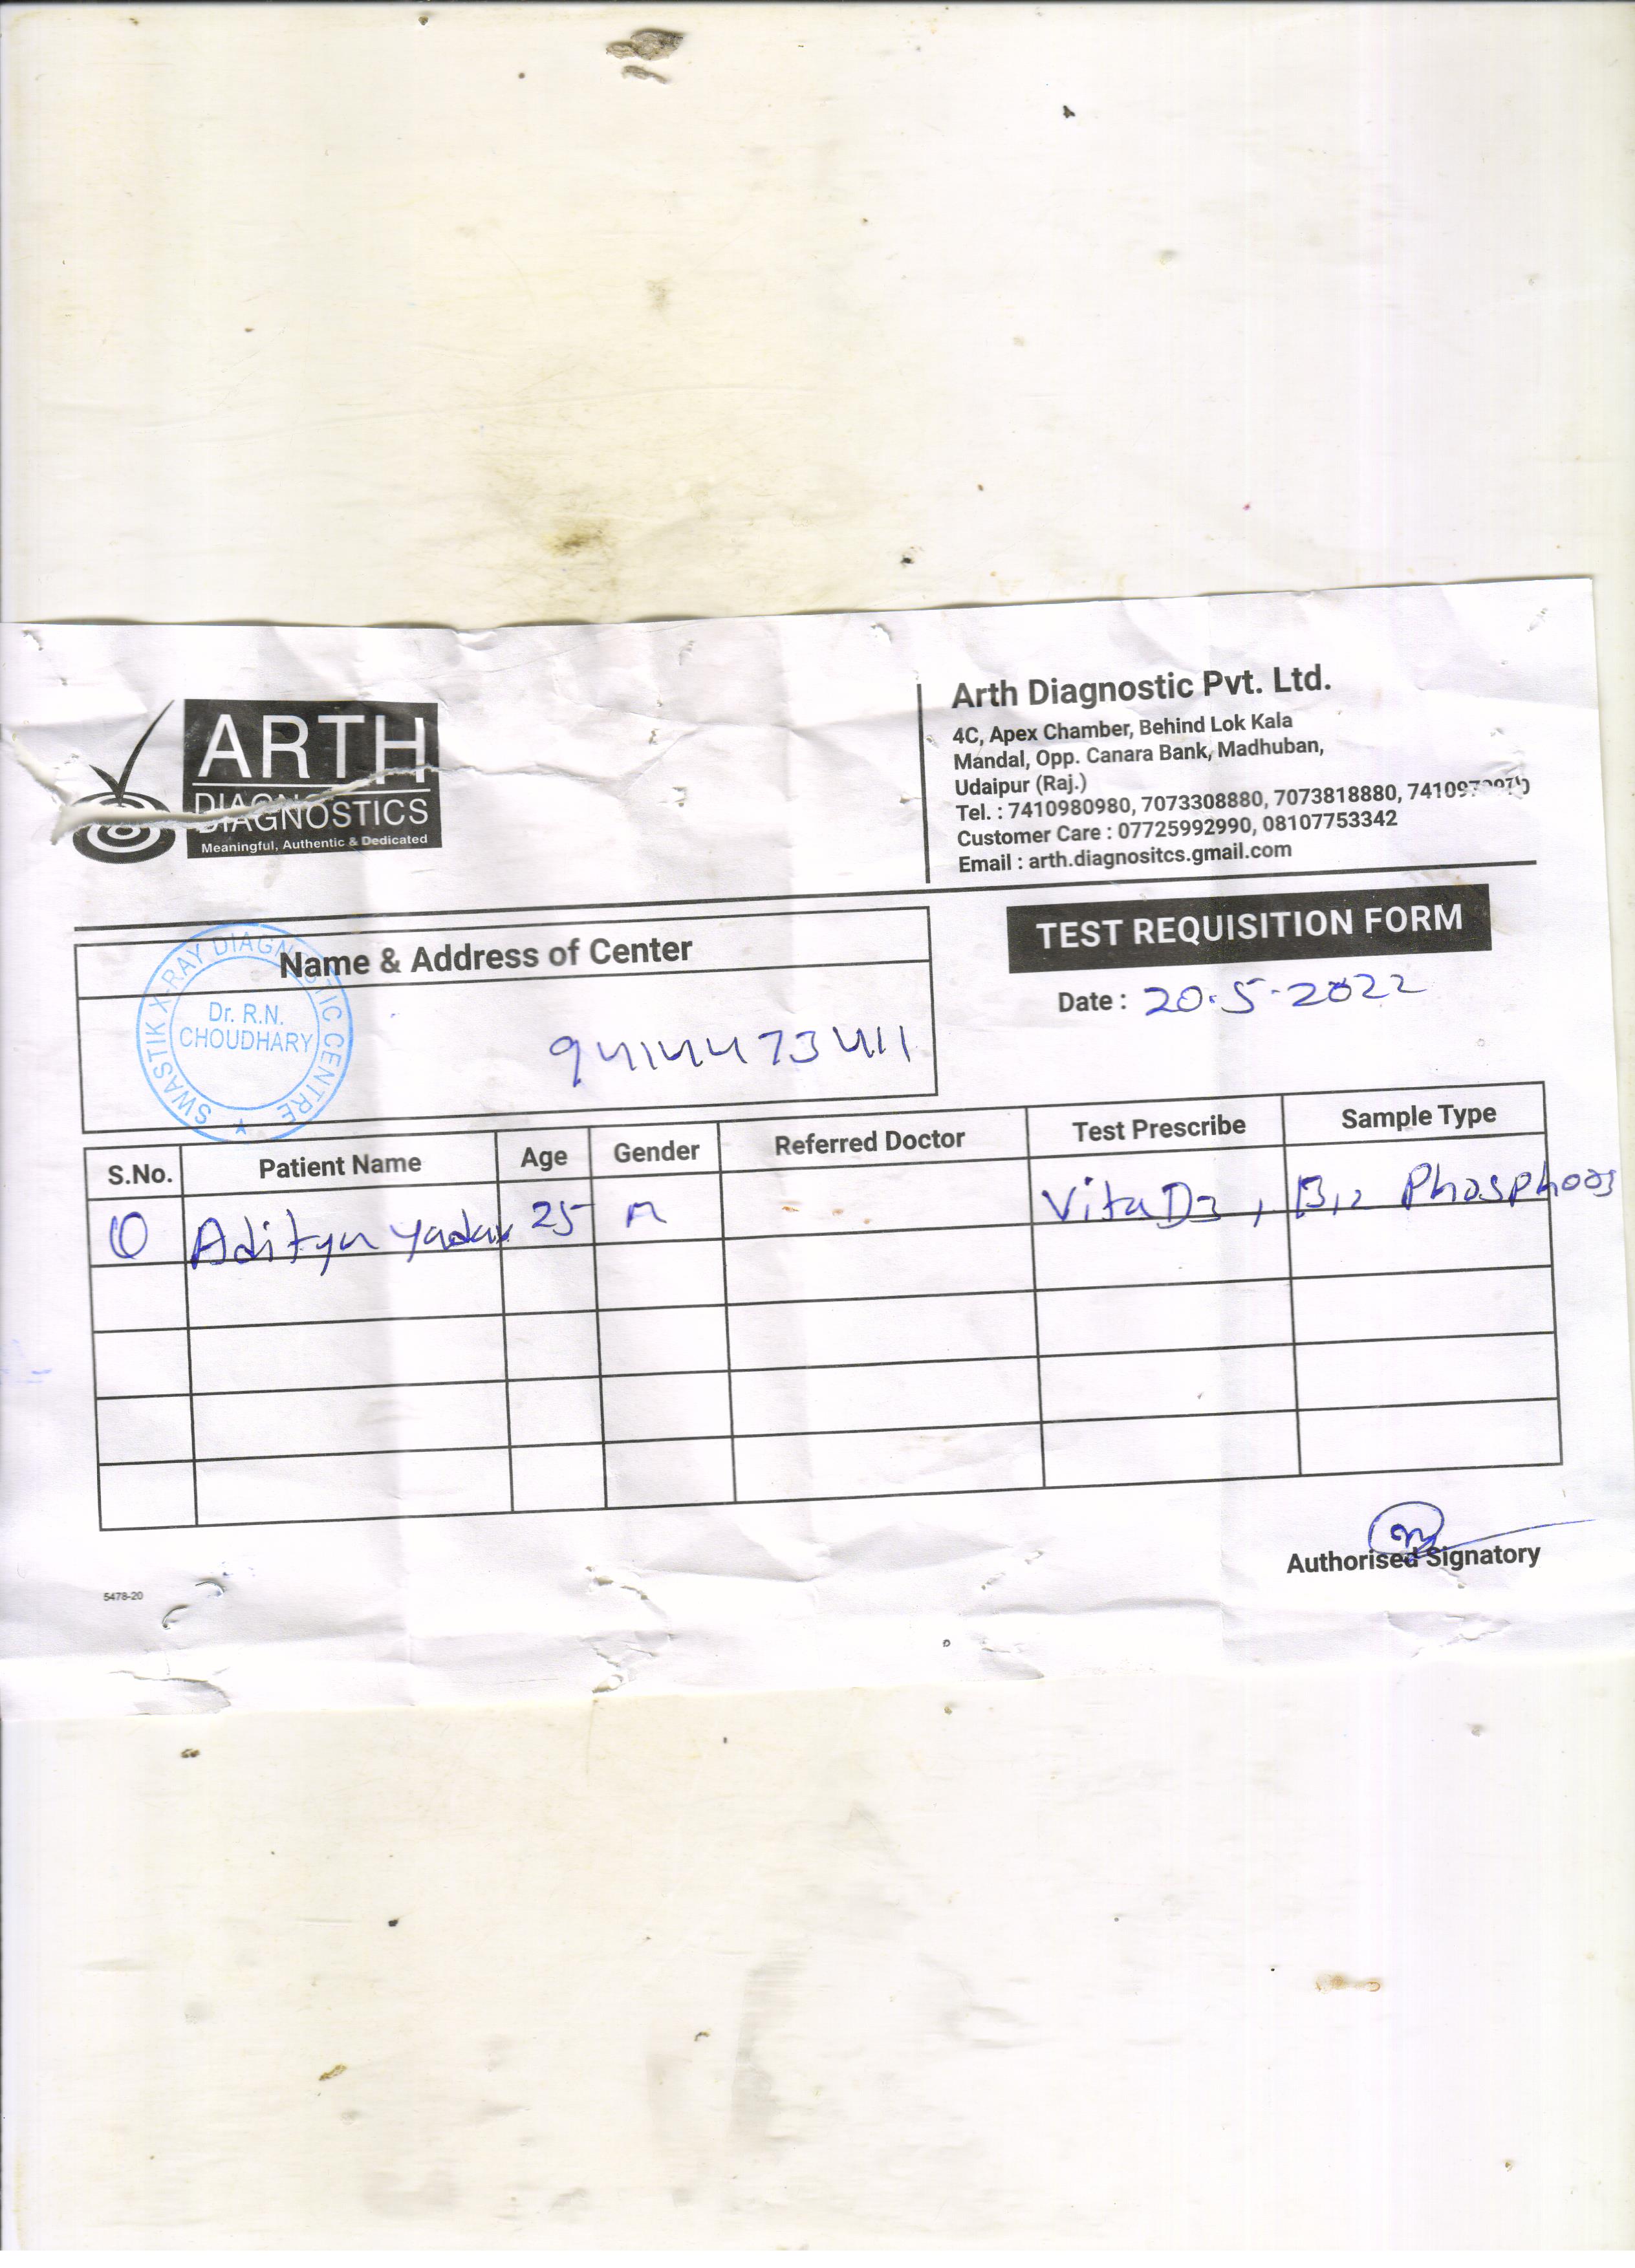 ARTH
DIAGNOSTICS
Meaningful, Authentic & Dedicated
Arth Diagnostic Pvt. Ltd.
4C, Apex Chamber, Behind Lok Kala
Mandal, Opp. Canara Bank, Madhuban,
Udaipur (Raj.)
Tel. : 7410980980, 7073308880, 7073818880,
Customer Care : 07725992990, 08107753342
Email : arth.diagnositcs.gmail.com
TEST REQUISITION FORM
Date : 20.5.2022
Name & Address of Center
SWASTIK X-RAY DIAGNOSTIC CENTRE
Dr. R.N.
CHOUDHARY
9414473411
S.No. Patient Name Age Gender Referred Doctor Test Prescribe Sample Type
1 Aditya Yadav 25 M Vita D3, B12 Phosphoos
Authorised Signatory
5478-20